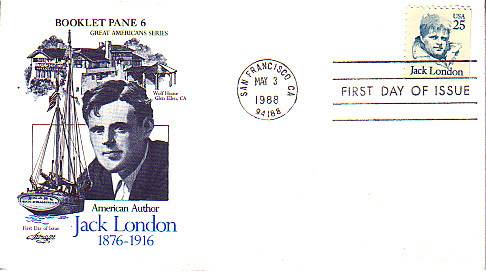 BOOKLET PANE 6
GREAT AMERICANS SERIES
Wolf House
Glen Ellen, CA
American Author
Jack London
1876-1916
First Day of Issue
Artmaster
SAN FRANCISCO CA
MAY 3
1988
94188
FIRST DAY OF ISSUE
USA
25
Jack London